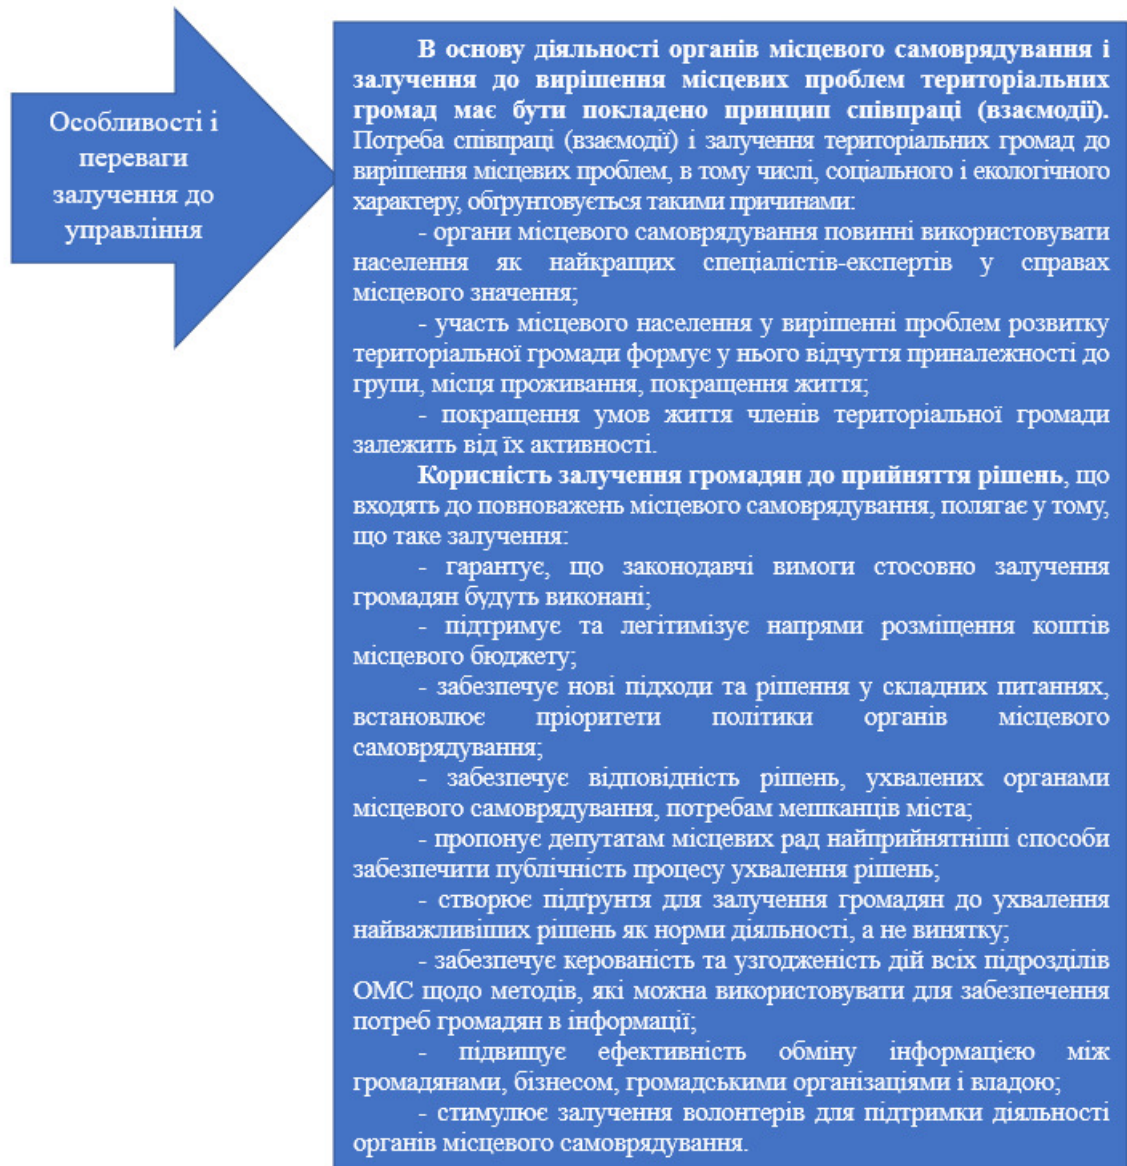 Особливості і
переваги
залучення до
управління
В основу діяльності органів місцевого самоврядування і
залучення до вирішення місцевих проблем територіальних
громад має бути покладено принцип співпраці (взаємодії).
Потреба співпраці (взаємодії) і залучення територіальних громад до
вирішення місцевих проблем, в тому числі, соціального і екологічного
характеру, обґрунтовується такими причинами:
- органи місцевого самоврядування повинні використовувати
населення як найкращих спеціалістів-експертів у справах
місцевого значення;
- участь місцевого населення у вирішенні проблем розвитку
територіальної громади формує у нього відчуття приналежності до
групи, місця проживання, покращення життя;
- покращення умов життя членів територіальної громади
залежить від їх активності.
Корисність залучення громадян до прийняття рішень, що
входять до повноважень місцевого самоврядування, полягає у тому,
що таке залучення:
- гарантує, що законодавчі вимоги стосовно залучення
громадян будуть виконані;
- підтримує та легітимізує напрями розміщення коштів
місцевого бюджету;
- забезпечує нові підходи та рішення у складних питаннях,
встановлює пріоритети політики органів місцевого
самоврядування;
- забезпечує відповідність рішень, ухвалених органами
місцевого самоврядування, потребам мешканців міста;
- пропонує депутатам місцевих рад найприйнятніші способи
забезпечити публічність процесу ухвалення рішень;
- створює підґрунтя для залучення громадян до ухвалення
найважливіших рішень як норми діяльності, а не винятку;
- забезпечує керованість та узгодженість дій всіх підрозділів
ОМС щодо методів, які можна використовувати для забезпечення
потреб громадян в інформації;
- підвищує ефективність обміну інформацією між
громадянами, бізнесом, громадськими організаціями і владою;
- стимулює залучення волонтерів для підтримки діяльності
органів місцевого самоврядування.